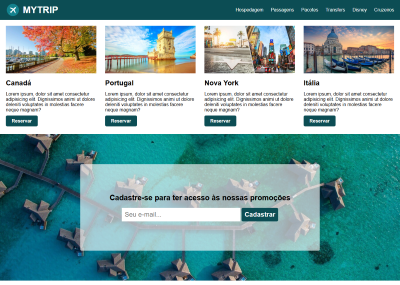 MYTRIP
Hospedagem Passagens Pacotes Transfers Disney Cruzeiros
Canadá
Lorem ipsum, dolor sit amet consectetur
adipisicing elit. Dignissimos animi ut dolore
deleniti voluptates in molestias facere
neque magnam?
Reservar
Portugal
Lorem ipsum, dolor sit amet consectetur
adipisicing elit. Dignissimos animi ut dolore
deleniti voluptates in molestias facere
neque magnam?
Reservar
Nova York
Lorem ipsum, dolor sit amet consectetur
adipisicing elit. Dignissimos animi ut dolore
deleniti voluptates in molestias facere
neque magnam?
Reservar
Itália
Lorem ipsum, dolor sit amet consectetur
adipisicing elit. Dignissimos animi ut dolore
deleniti voluptates in molestias facere
neque magnam?
Reservar
Cadastre-se para ter acesso às nossas promoções
Seu e-mail... Cadastrar